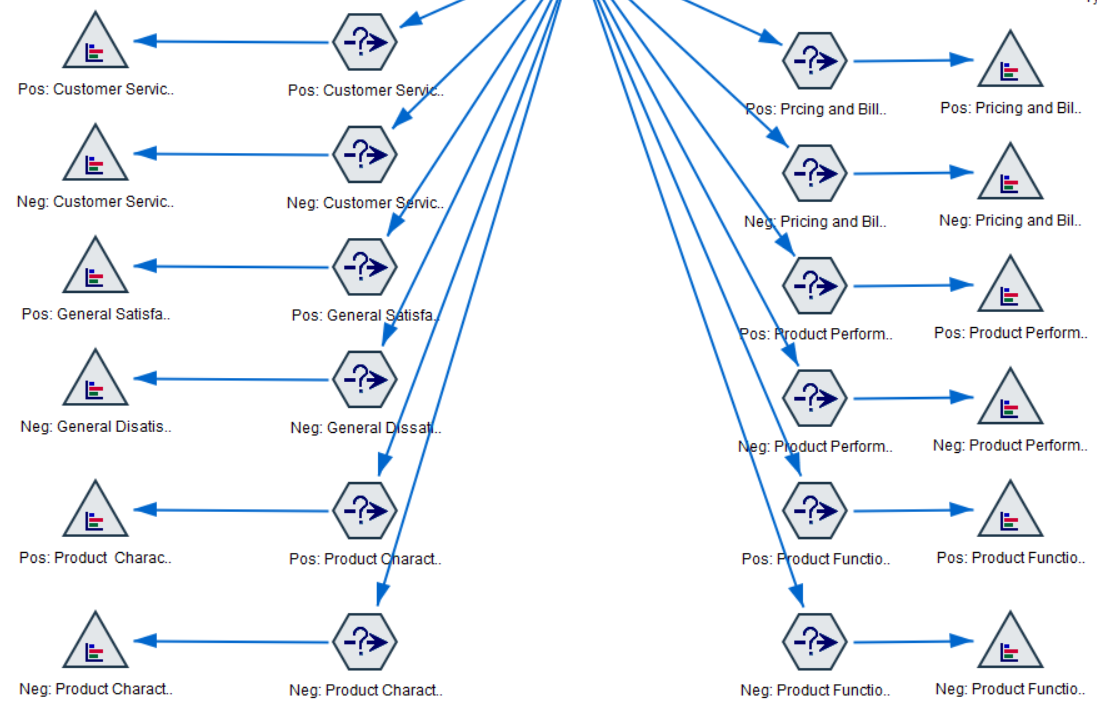 Pos: Customer Servic..
Pos: Customer Servic..
Pos: Prcing and Bill..
Pos: Pricing and Bil..
Neg: Customer Servic..
Neg: Customer Servic..
Neg: Pricing and Bil..
Neg: Pricing and Bil..
Pos: General Satisfa..
Pos: General Satisfa..
Pos: Product Perform..
Pos: Product Perform..
Neg: General Disatis..
Neg: General Dissati..
Neg: Product Perform..
Neg: Product Perform..
Pos: Product  Charac..
Pos: Product Charact..
Pos: Product Functio..
Pos: Product Functio..
Neg: Product Charact..
Neg: Product Charact..
Neg: Product Functio..
Neg: Product Functio..